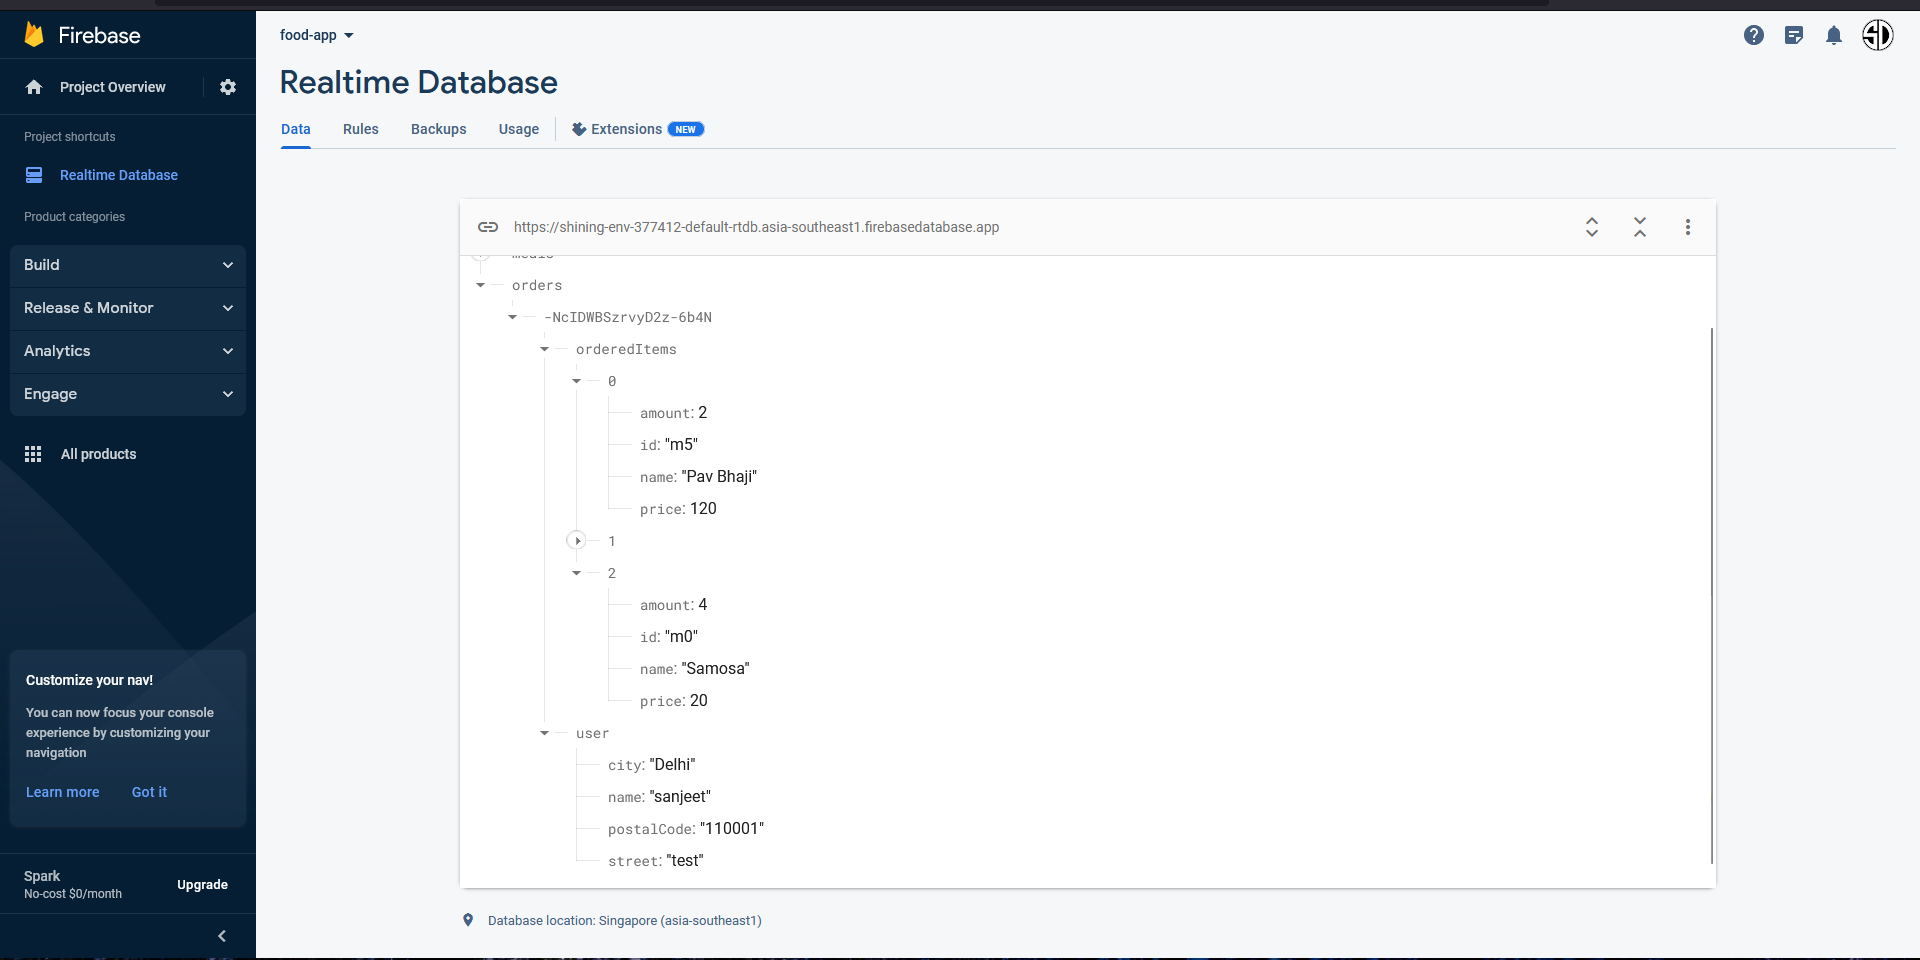 Firebase
Project Overview
Project shortcuts
Realtime Database
Product categories
Build
Release & Monitor
Analytics
Engage
All products
Customize your nav!
You can now focus your console
experience by customizing your
navigation
Learn more Got it
Spark
No-cost $0/month
Upgrade
food-app
Realtime Database
Data Rules Backups Usage Extensions NEW
https://shining-env-377412-default-rtdb.asia-southeast1.firebasedatabase.app
orders
-NcIDWBSzrvyD2z-6b4N
orderedItems
0
amount: 2
id: "m5"
name: "Pav Bhaji"
price: 120
1
2
amount: 4
id: "m0"
name: "Samosa"
price: 20
user
city: "Delhi"
name: "sanjeet"
postalCode: "110001"
street: "test"
Database location: Singapore (asia-southeast1)